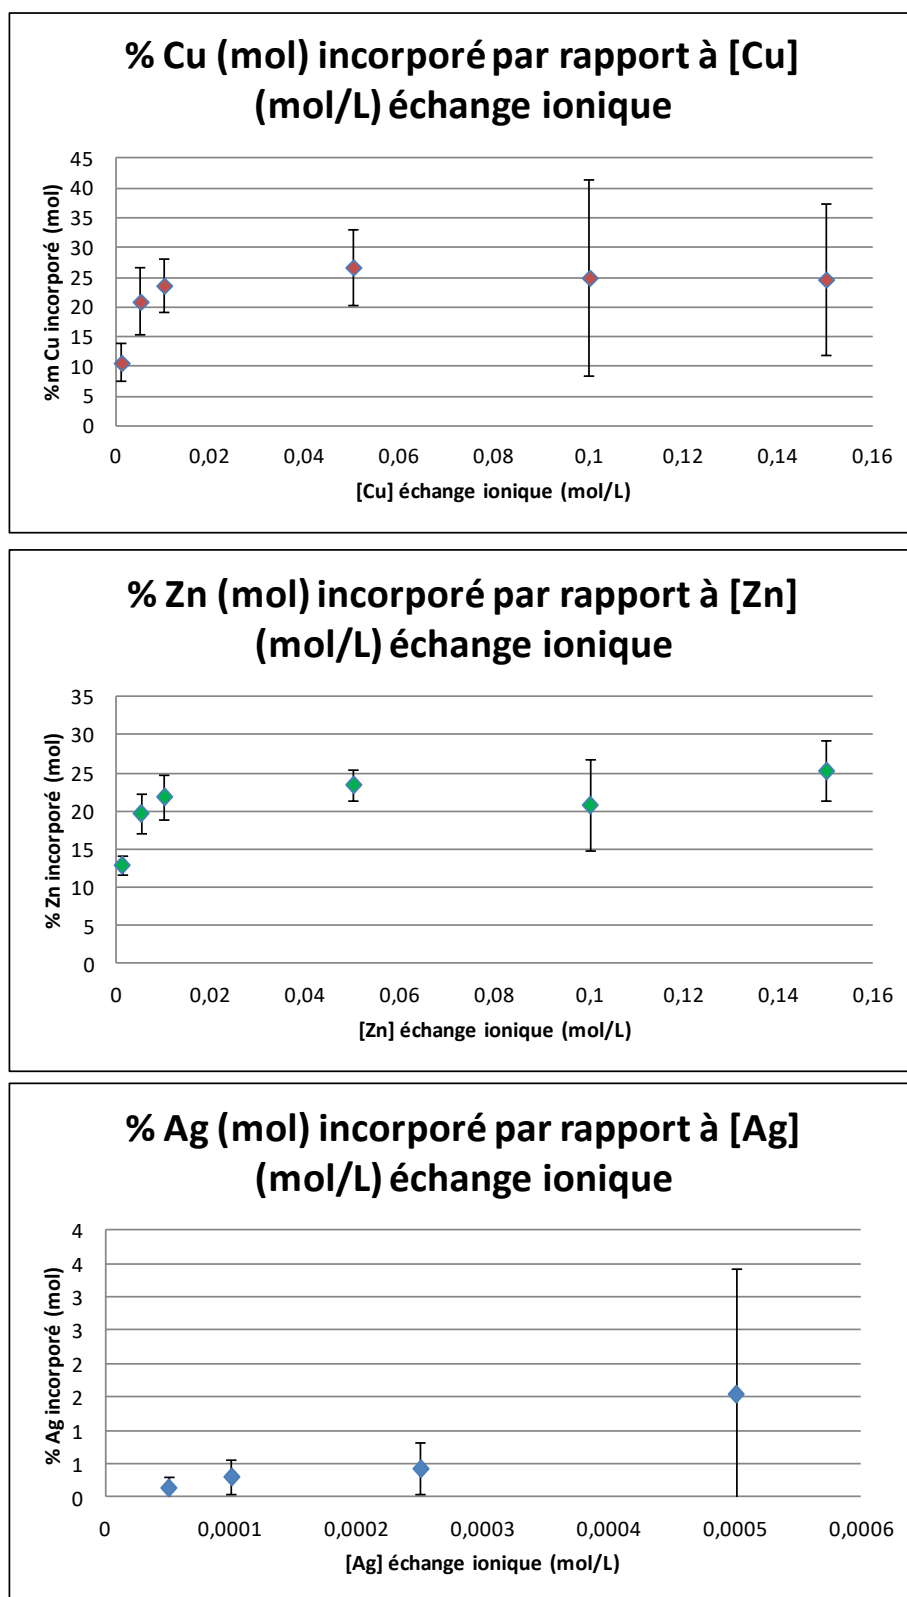 % Cu (mol) incorporé par rapport à [Cu]
(mol/L) échange ionique
%m Cu incorporé (mol)
45
40
35
30
25
20
15
10
5
0
0 0,02 0,04 0,06 0,08 0,1 0,12 0,14 0,16
[Cu] échange ionique (mol/L)
% Zn (mol) incorporé par rapport à [Zn]
(mol/L) échange ionique
% Zn incorporé (mol)
35
30
25
20
15
10
5
0
0 0,02 0,04 0,06 0,08 0,1 0,12 0,14 0,16
[Zn] échange ionique (mol/L)
% Ag (mol) incorporé par rapport à [Ag]
(mol/L) échange ionique
% Ag incorporé (mol)
4
4
3
3
2
2
1
1
0
0 0,0001 0,0002 0,0003 0,0004 0,0005 0,0006
[Ag] échange ionique (mol/L)